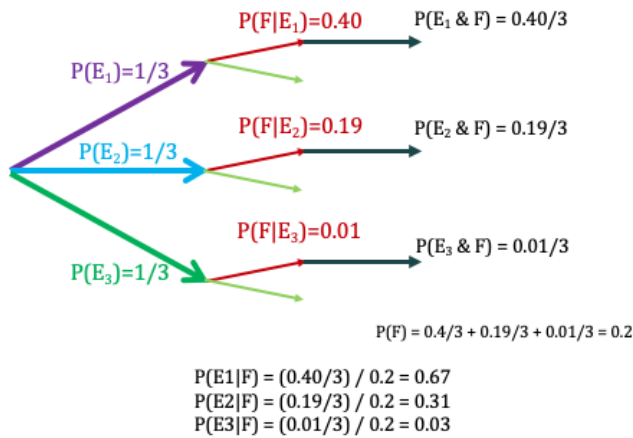 P(F|E₁)=0.40
P(E₁ & F) = 0.40/3
P(E₁)=1/3
P(F|E₂)=0.19
P(E₂ & F) = 0.19/3
P(E₂)=1/3
P(F|E₃)=0.01
P(E₃ & F) = 0.01/3
P(E₃)=1/3
P(F) = 0.4/3 + 0.19/3 + 0.01/3 = 0.2
P(E1|F) = (0.40/3) / 0.2 = 0.67
P(E2|F) = (0.19/3) / 0.2 = 0.31
P(E3|F) = (0.01/3) / 0.2 = 0.03